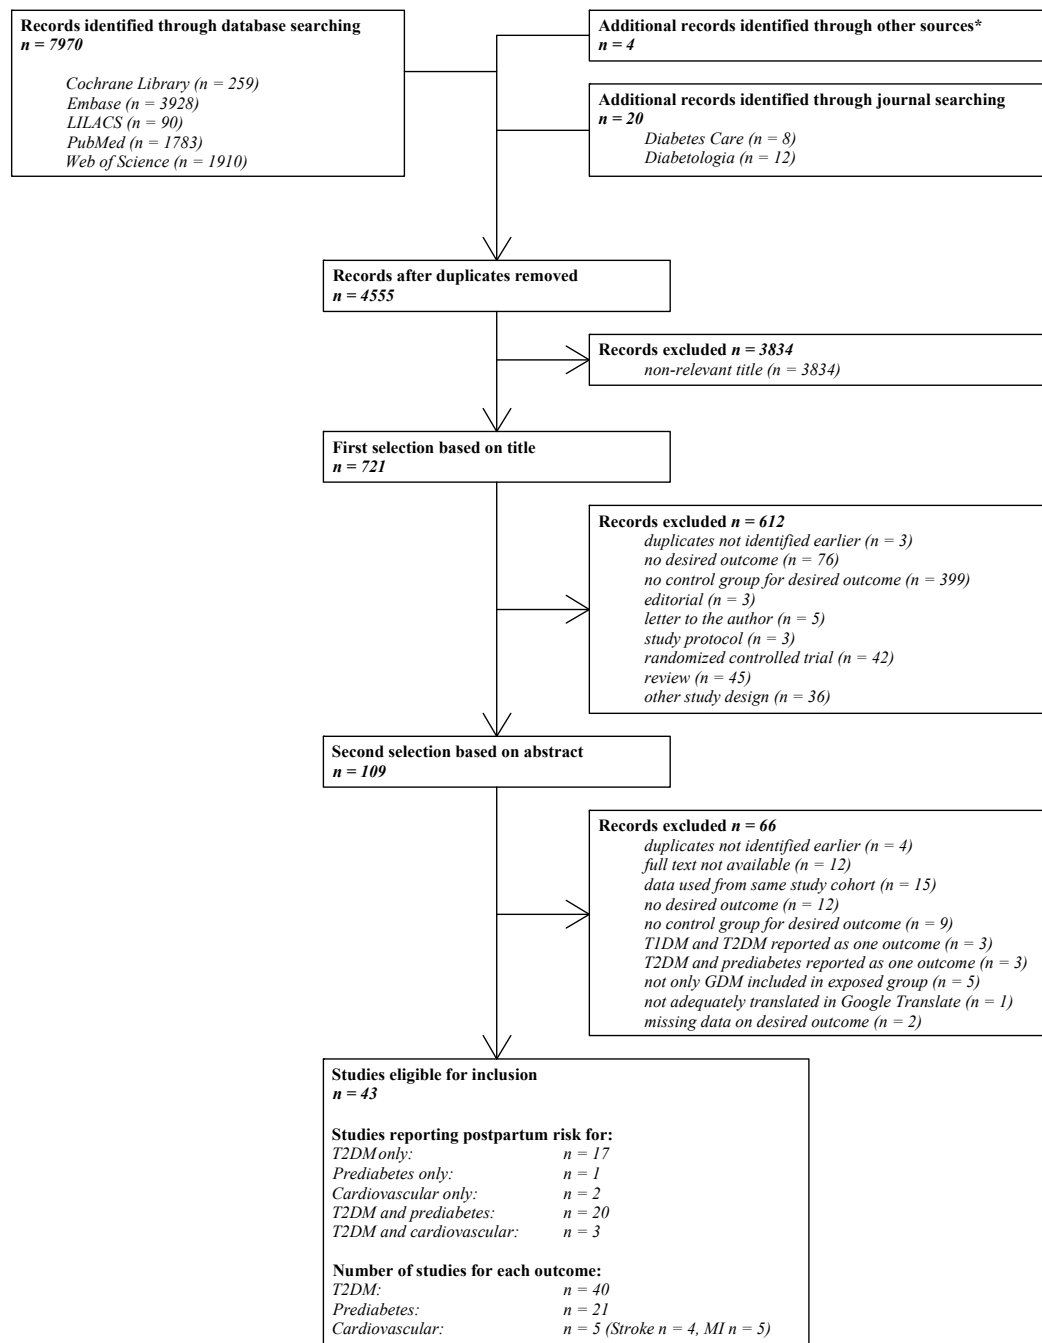 Records identified through database searching
n = 7970
Cochrane Library (n = 259)
Embase (n = 3928)
LILACS (n = 90)
PubMed (n = 1783)
Web of Science (n = 1910)
Additional records identified through other sources*
n = 4
Additional records identified through journal searching
n = 20
Diabetes Care (n = 8)
Diabetologia (n = 12)
Records after duplicates removed
n = 4555
Records excluded n = 3834
non-relevant title (n = 3834)
First selection based on title
n = 721
Records excluded n = 612
duplicates not identified earlier (n = 3)
no desired outcome (n = 76)
no control group for desired outcome (n = 399)
editorial (n = 3)
letter to the author (n = 5)
study protocol (n = 3)
randomized controlled trial (n = 42)
review (n = 45)
other study design (n = 36)
Second selection based on abstract
n = 109
Records excluded n = 66
duplicates not identified earlier (n = 4)
full text not available (n = 12)
data used from same study cohort (n = 15)
no desired outcome (n = 12)
no control group for desired outcome (n = 9)
T1DM and T2DM reported as one outcome (n = 3)
T2DM and prediabetes reported as one outcome (n = 3)
not only GDM included in exposed group (n = 5)
not adequately translated in Google Translate (n = 1)
missing data on desired outcome (n = 2)
Studies eligible for inclusion
n = 43
Studies reporting postpartum risk for:
T2DM only: n = 17
Prediabetes only: n = 1
Cardiovascular only: n = 2
T2DM and prediabetes: n = 20
T2DM and cardiovascular: n = 3
Number of studies for each outcome:
T2DM: n = 40
Prediabetes: n = 21
Cardiovascular: n = 5 (Stroke n = 4, MI n = 5)